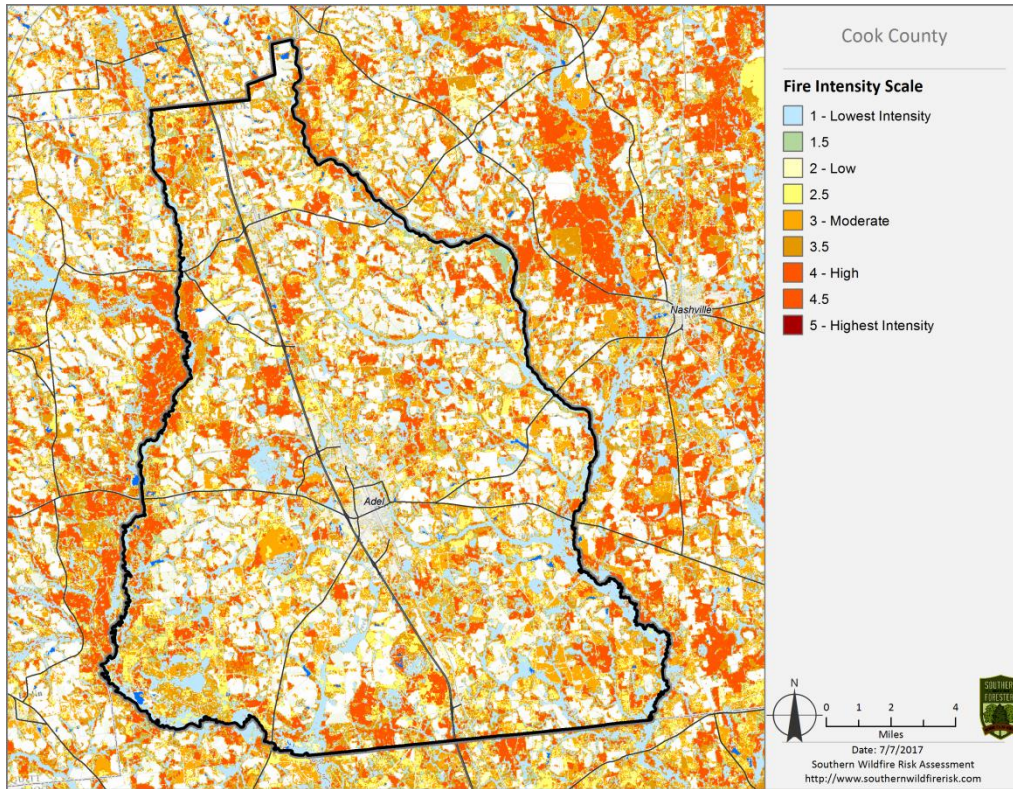 Cook County
Fire Intensity Scale
1 - Lowest Intensity
1.5
2 - Low
2.5
3 - Moderate
3.5
4 - High
4.5
5 - Highest Intensity
Nashville
Adel
N
0 1 2 4
Miles
Date: 7/7/2017
Southern Wildfire Risk Assessment
http://www.southernwildfirerisk.com
SOUTHERN